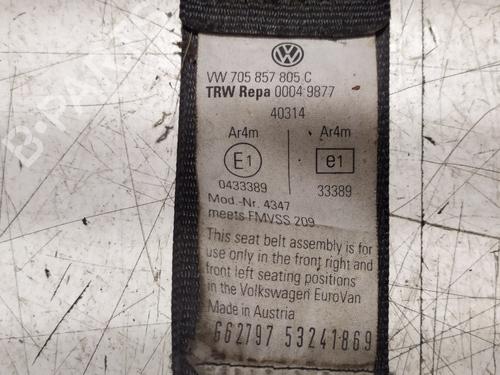 VW 705 857 805 C
TRW Repa 0004 9877
40314
Ar4m Ar4m
E1 e1
0433389 33389
Mod.-Nr. 4347
meets FMVSS 209
This seat belt assembly is for
use only in the front right and
front left seating positions
in the Volkswagen EuroVan
Made in Austria
662797 53241869